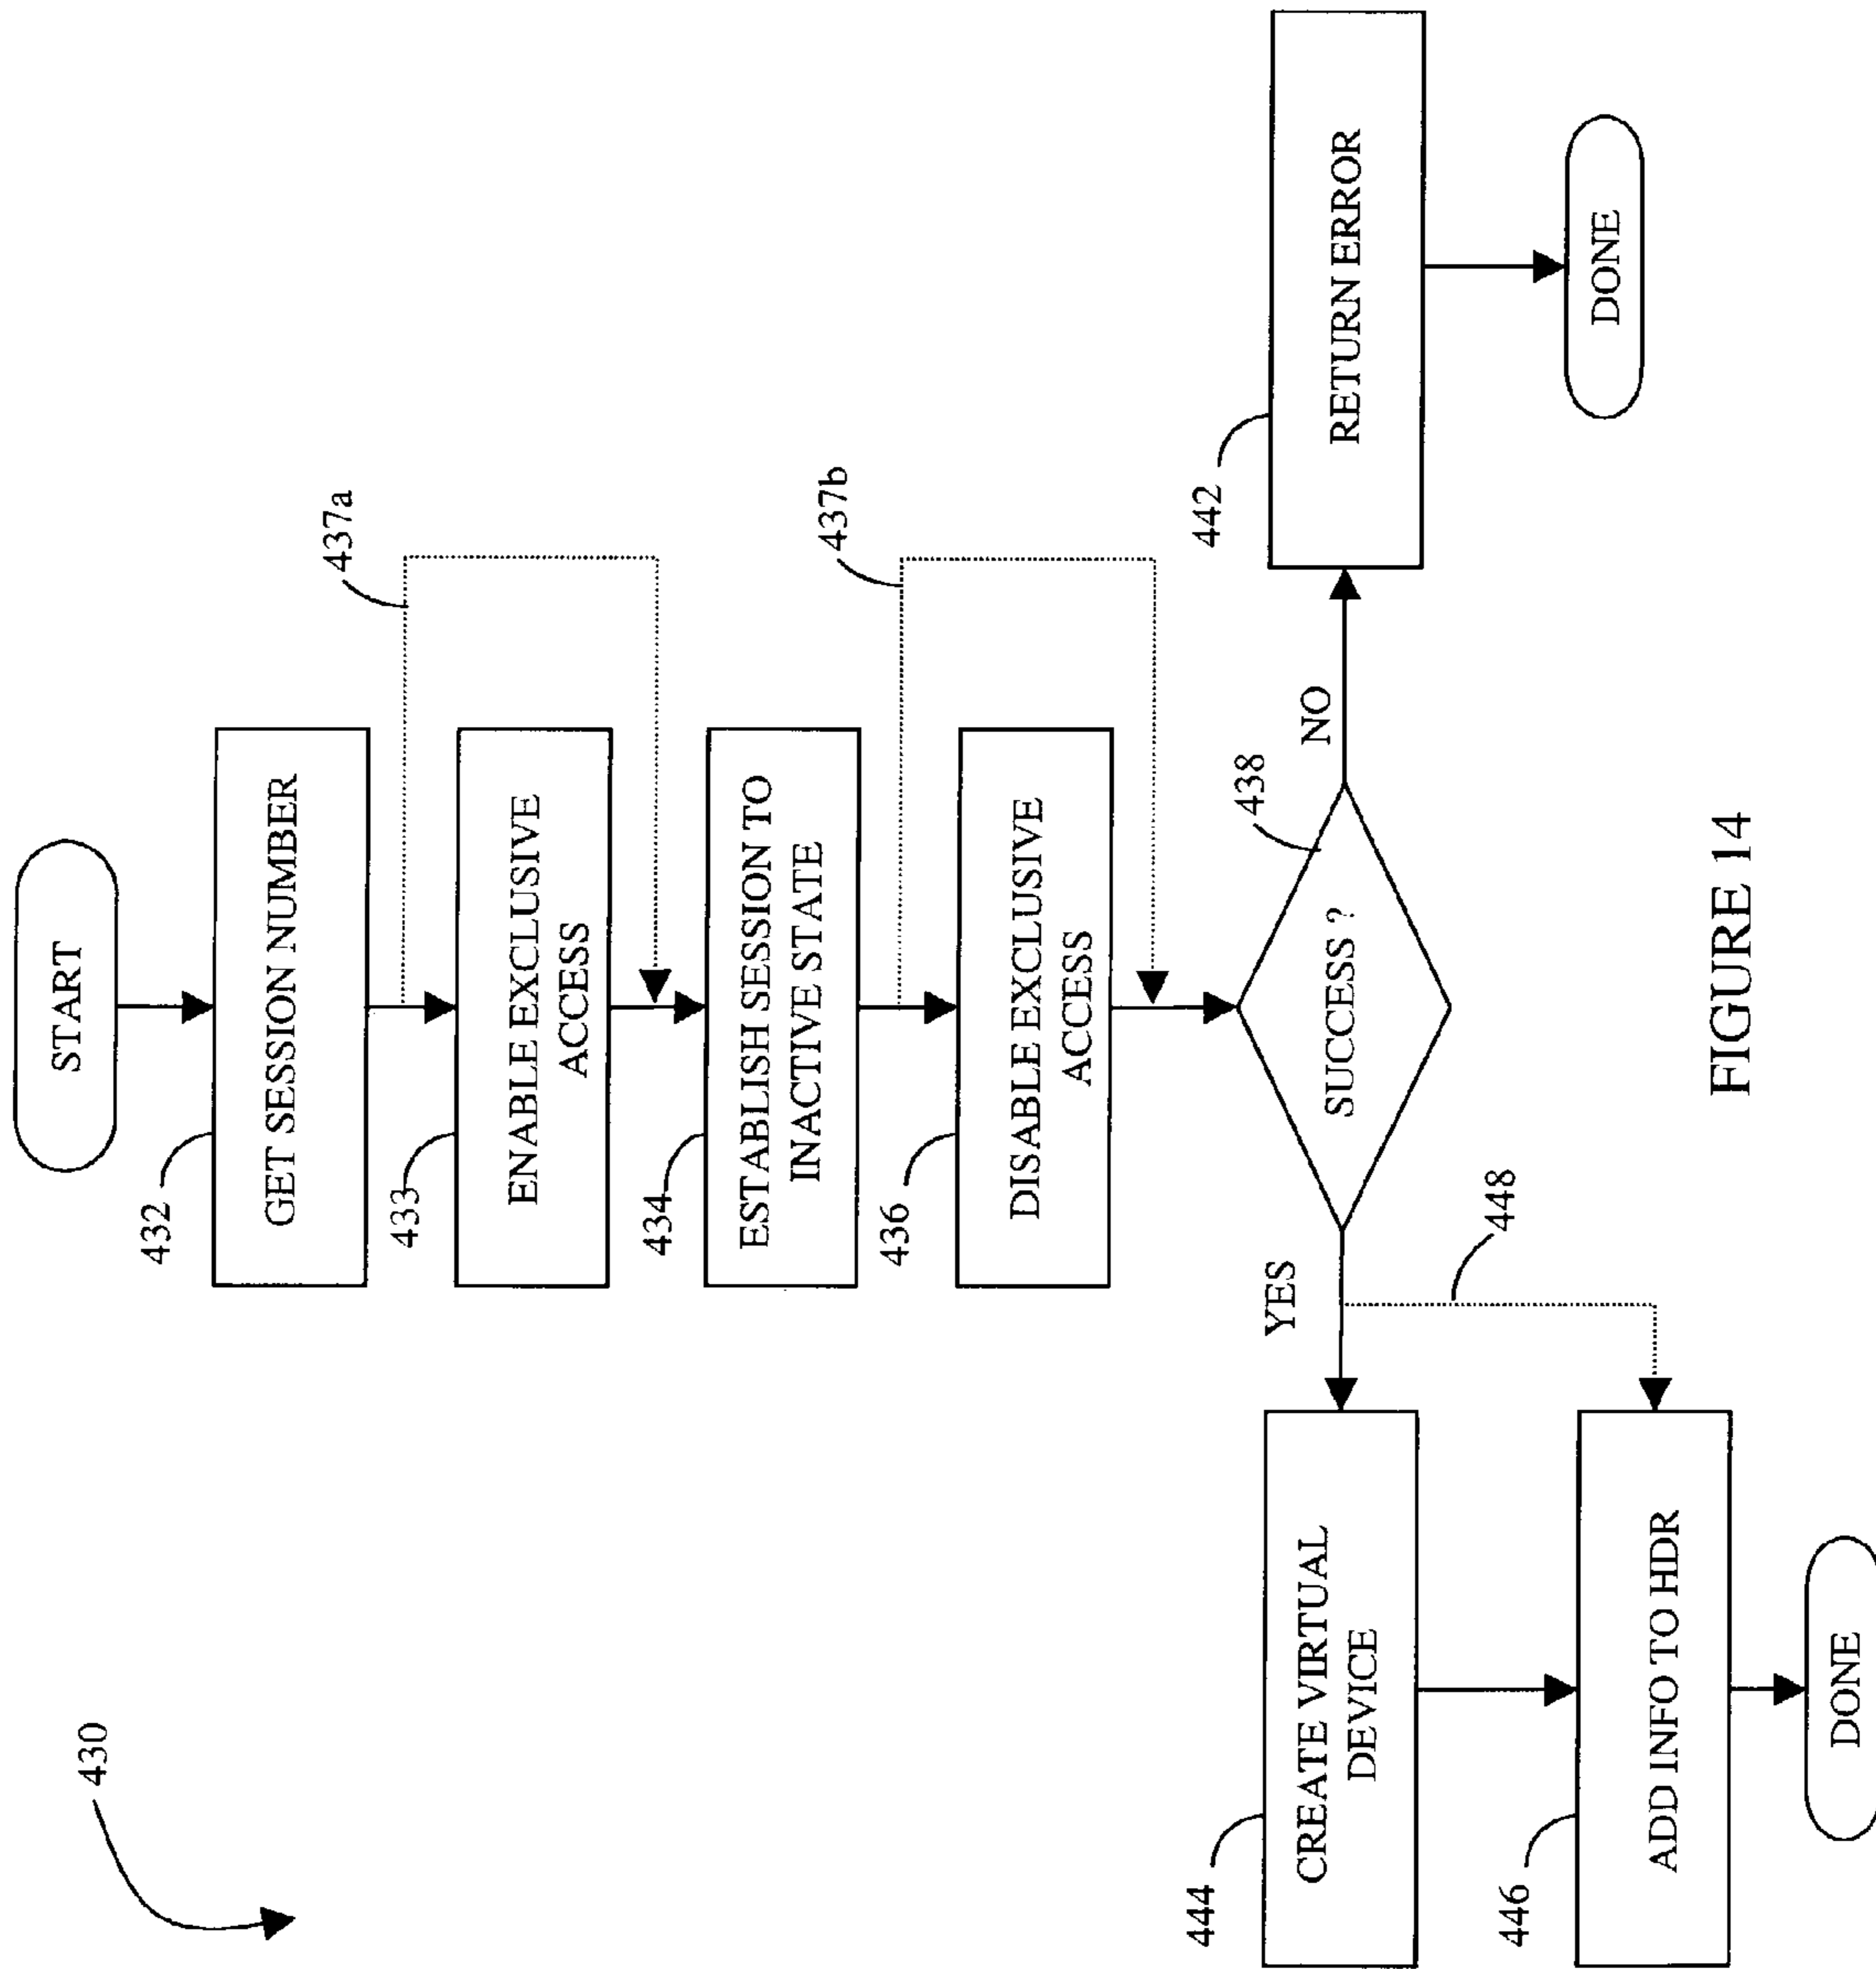 430
START
432
GET SESSION NUMBER
437a
433
ENABLE EXCLUSIVE
ACCESS
434
ESTABLISH SESSION TO
INACTIVE STATE
437b
436
DISABLE EXCLUSIVE
ACCESS
438
SUCCESS ?
YES
NO
448
442
RETURN ERROR
DONE
444
CREATE VIRTUAL
DEVICE
446
ADD INFO TO HDR
DONE
FIGURE 14